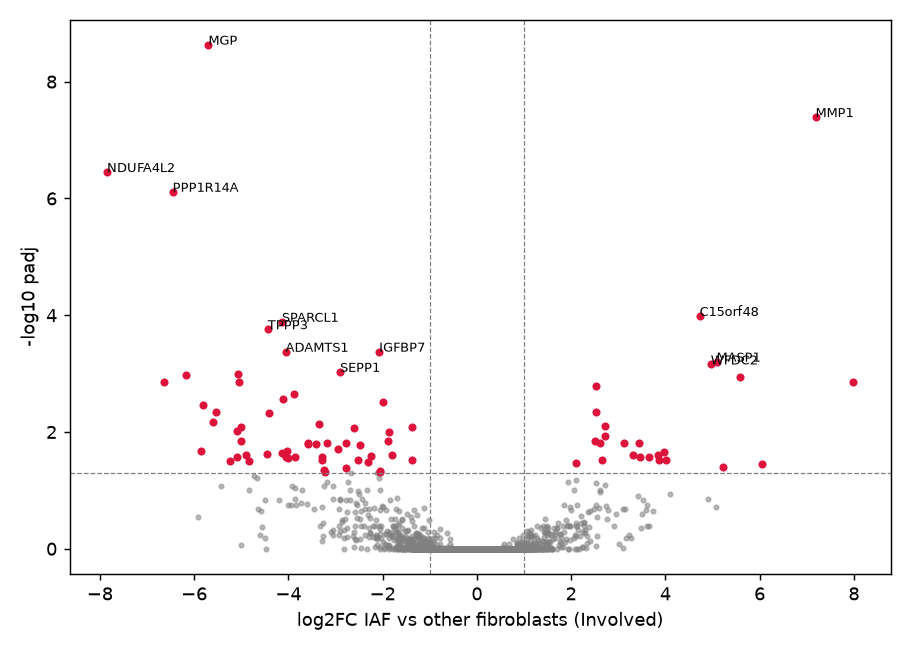 MGP
MMP1
NDUFA4L2
PPP1R14A
C15orf48
SPARCL1
TPPP3
ADAMTS1
IGFBP7
MASP1
WFDC2
SEPP1
-log10 padj
8
6
4
2
0
−8
−6
−4
−2
0
2
4
6
8
log2FC IAF vs other fibroblasts (Involved)